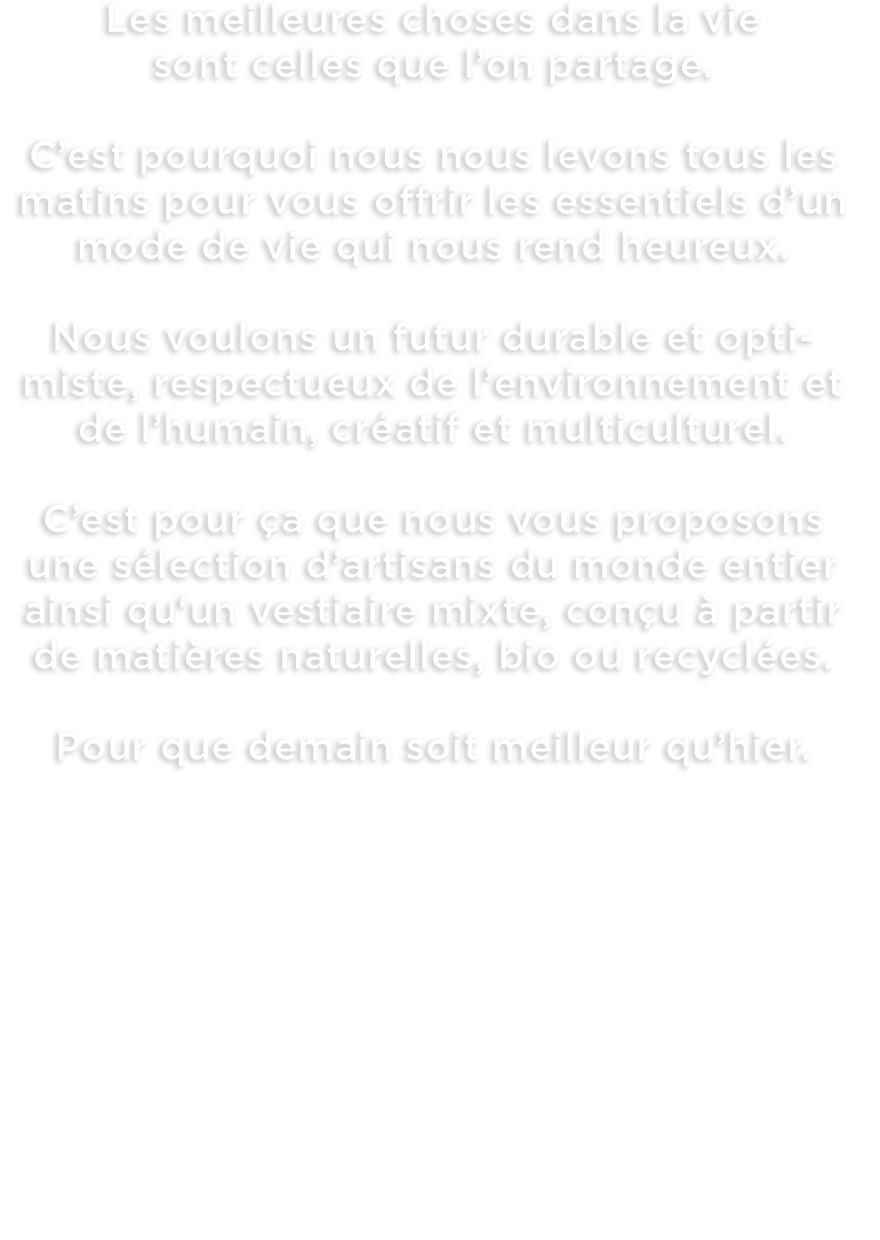 Les meilleures choses dans la vie
sont celles que l’on partage.
C’est pourquoi nous nous levons tous les
matins pour vous offrir les essentiels d’un
mode de vie qui nous rend heureux.
Nous voulons un futur durable et opti-
miste, respectueux de l’environnement et
de l’humain, créatif et multiculturel.
C’est pour ça que nous vous proposons
une sélection d’artisans du monde entier
ainsi qu‘un vestiaire mixte, conçu à partir
de matières naturelles, bio ou recyclées.
Pour que demain soit meilleur qu’hier.